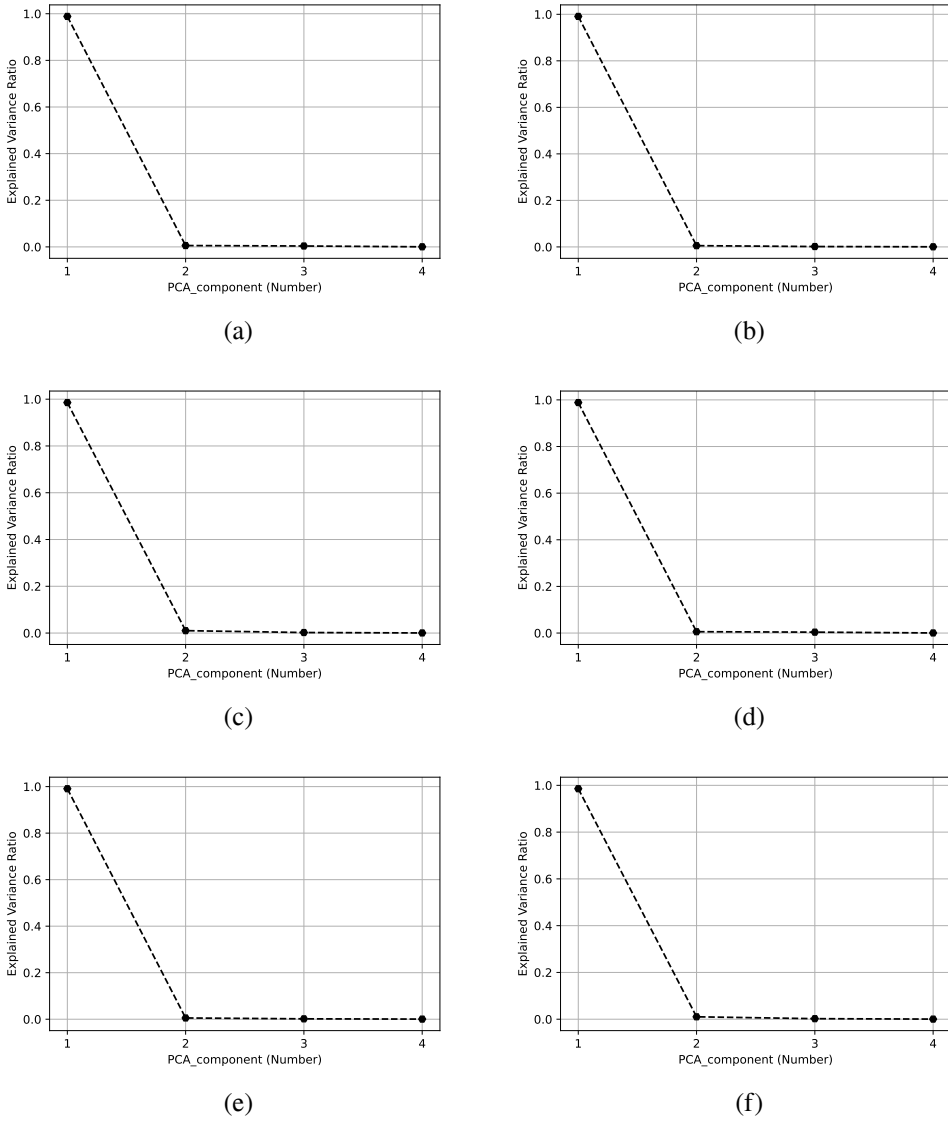 1.0
0.8
0.6
0.4
0.2
0.0
Explained Variance Ratio
1 2 3 4
PCA_component (Number)
(a)
1.0
0.8
0.6
0.4
0.2
0.0
Explained Variance Ratio
1 2 3 4
PCA_component (Number)
(b)
1.0
0.8
0.6
0.4
0.2
0.0
Explained Variance Ratio
1 2 3 4
PCA_component (Number)
(c)
1.0
0.8
0.6
0.4
0.2
0.0
Explained Variance Ratio
1 2 3 4
PCA_component (Number)
(d)
1.0
0.8
0.6
0.4
0.2
0.0
Explained Variance Ratio
1 2 3 4
PCA_component (Number)
(e)
1.0
0.8
0.6
0.4
0.2
0.0
Explained Variance Ratio
1 2 3 4
PCA_component (Number)
(f)